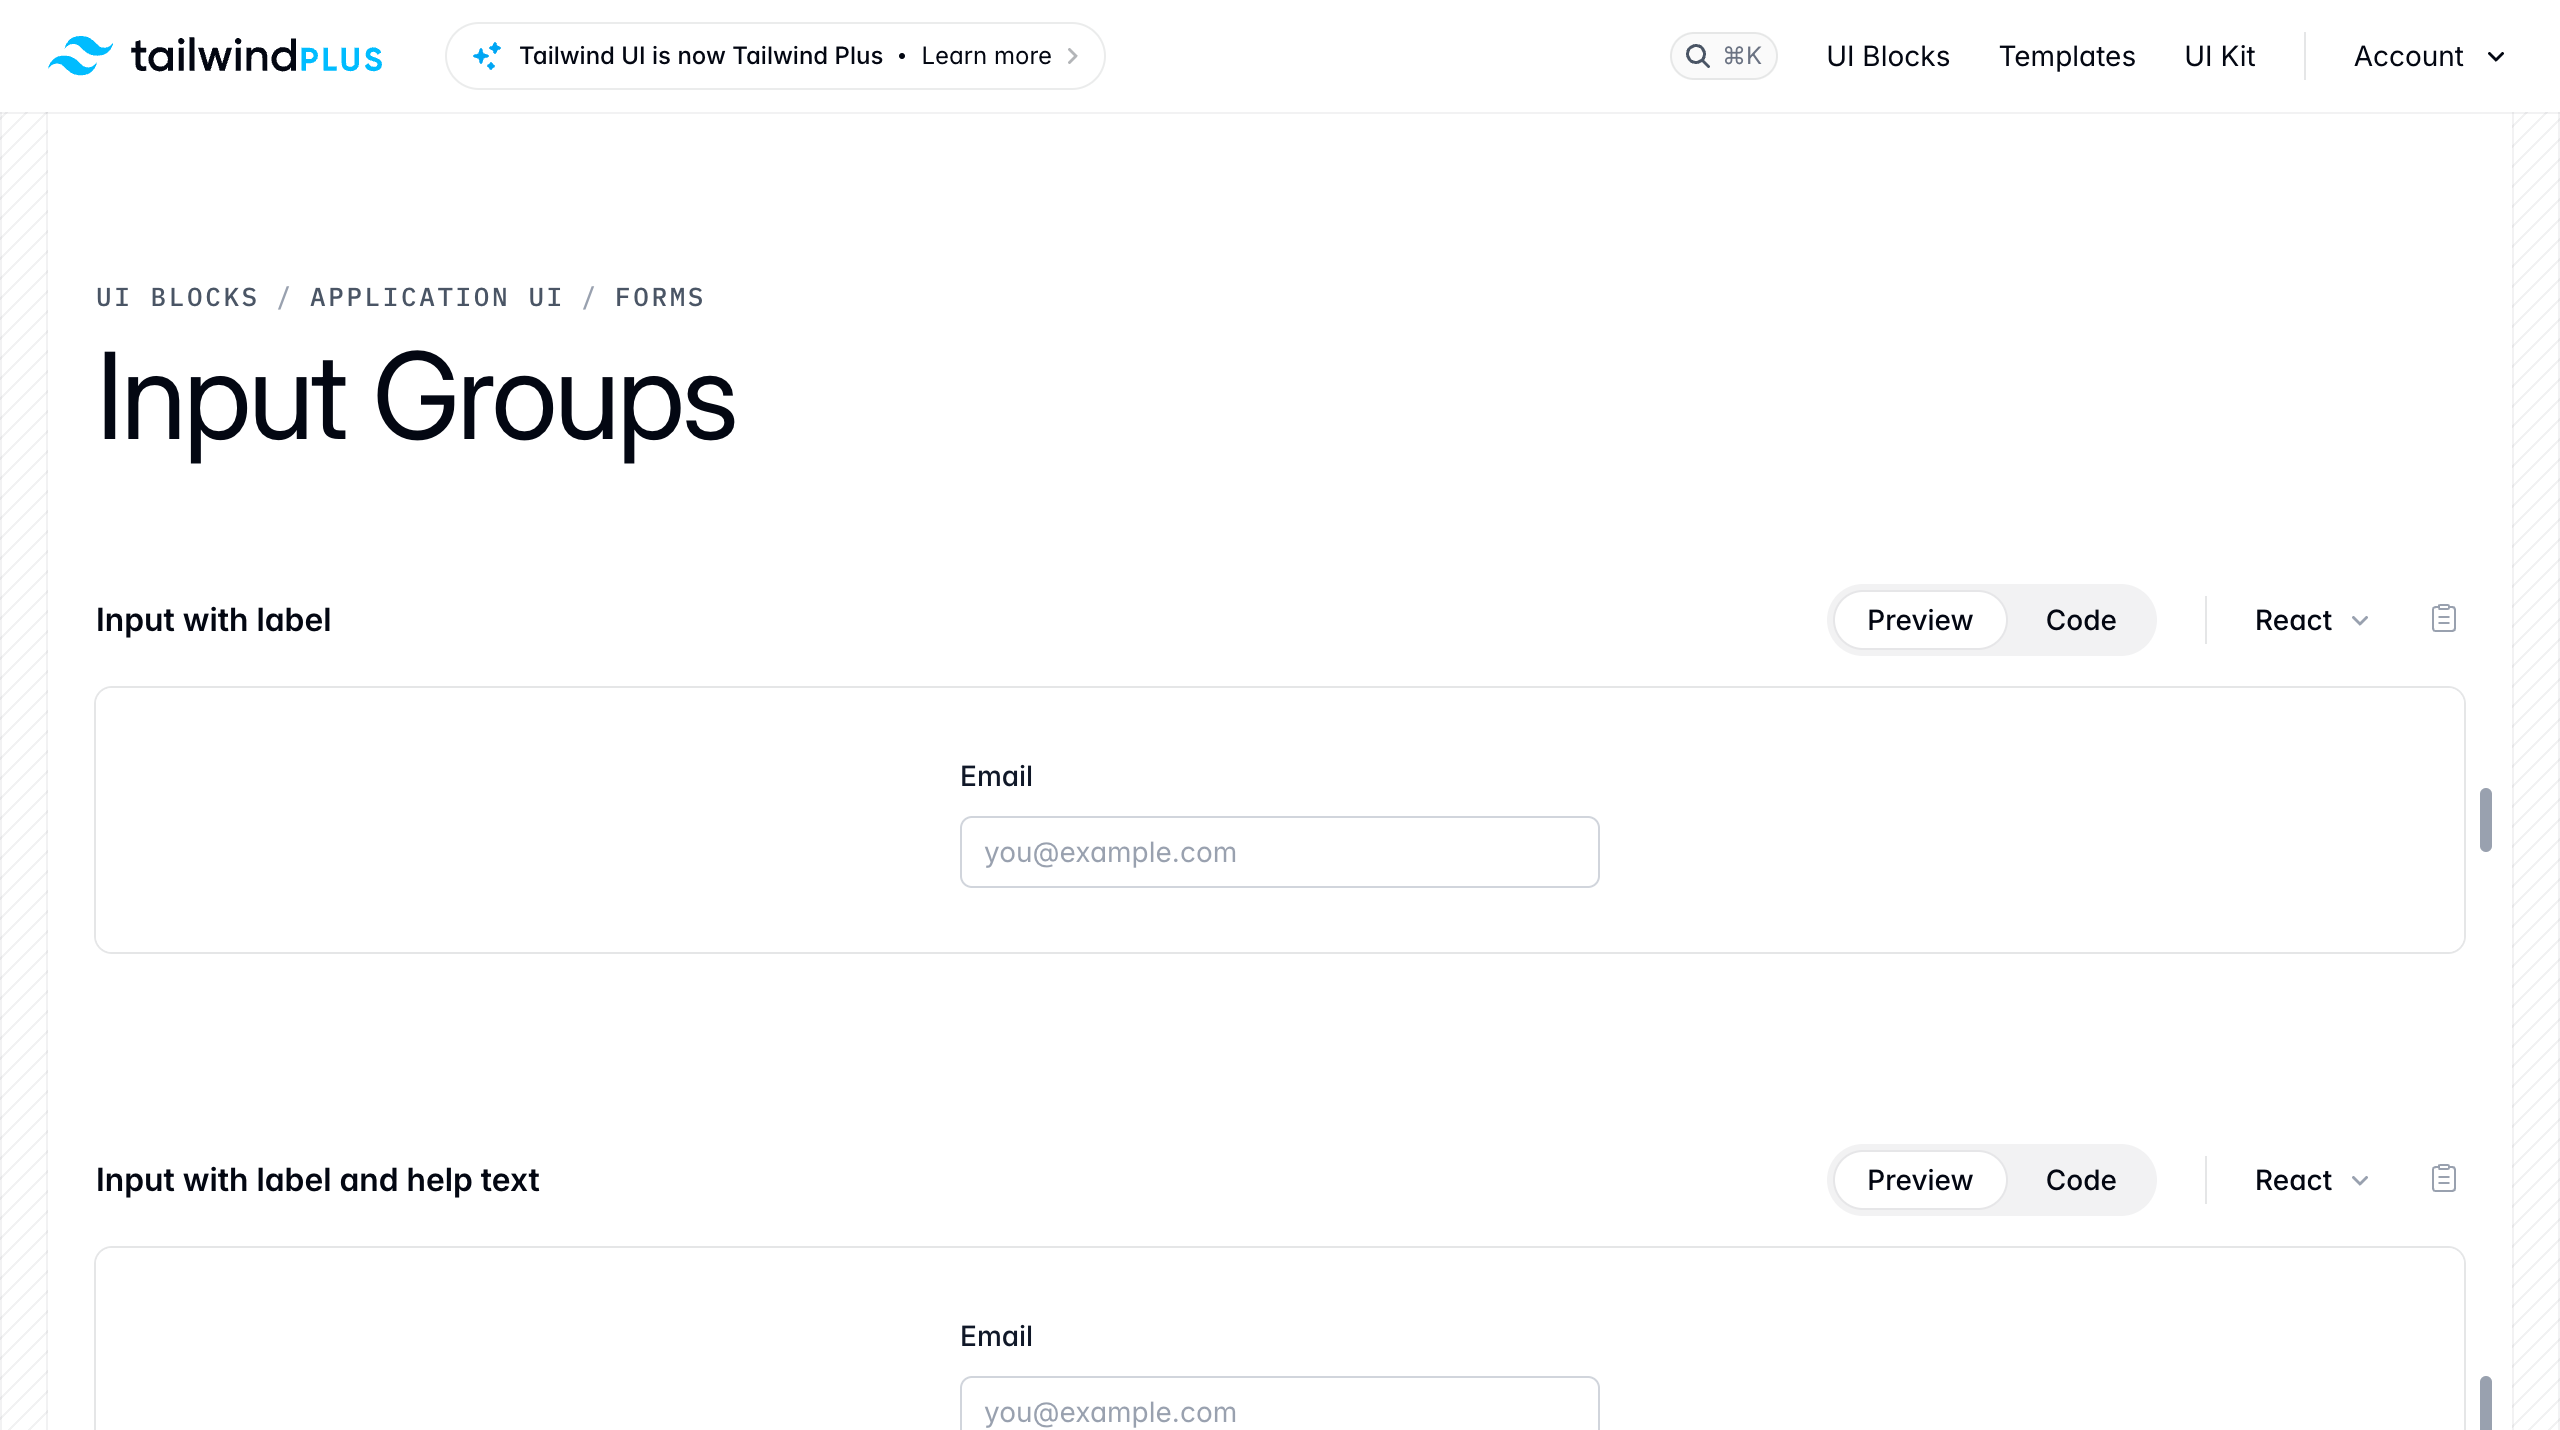 tailwindPLUS
Tailwind UI is now Tailwind Plus • Learn more
⌘K
UI Blocks
Templates
UI Kit
Account
UI BLOCKS / APPLICATION UI / FORMS
Input Groups
Input with label
Preview
Code
React
Email
you@example.com
Input with label and help text
Preview
Code
React
Email
you@example.com